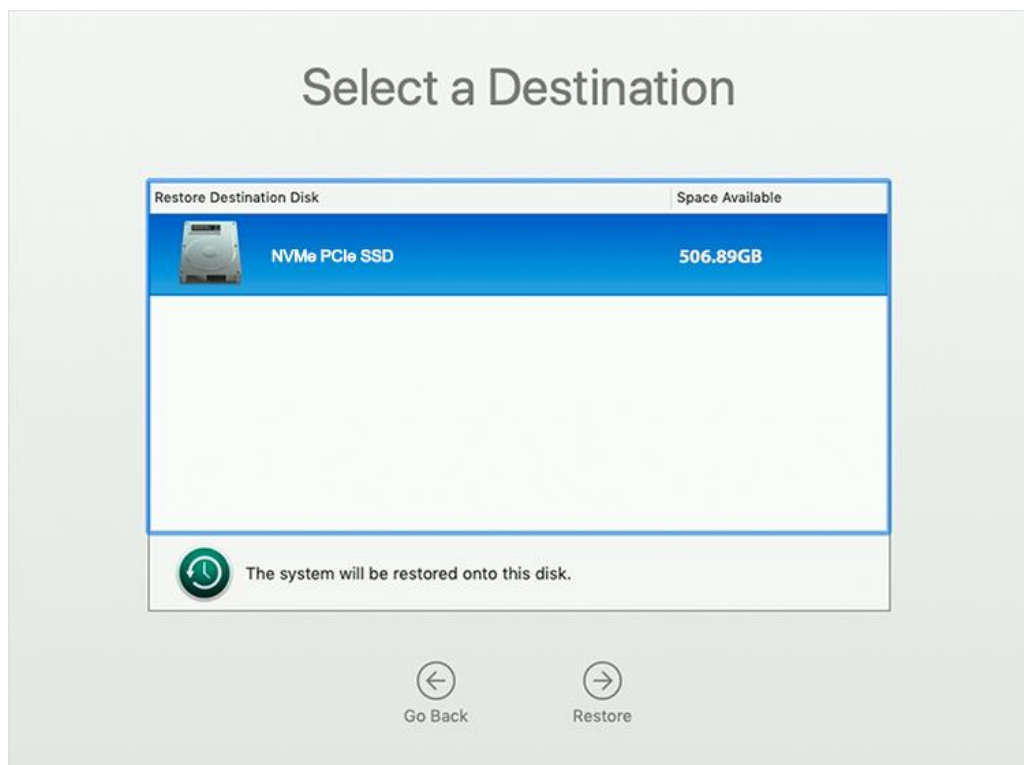 Select a Destination
Restore Destination Disk Space Available
NVMe PCIe SSD 506.89GB
The system will be restored onto this disk.
Go Back Restore